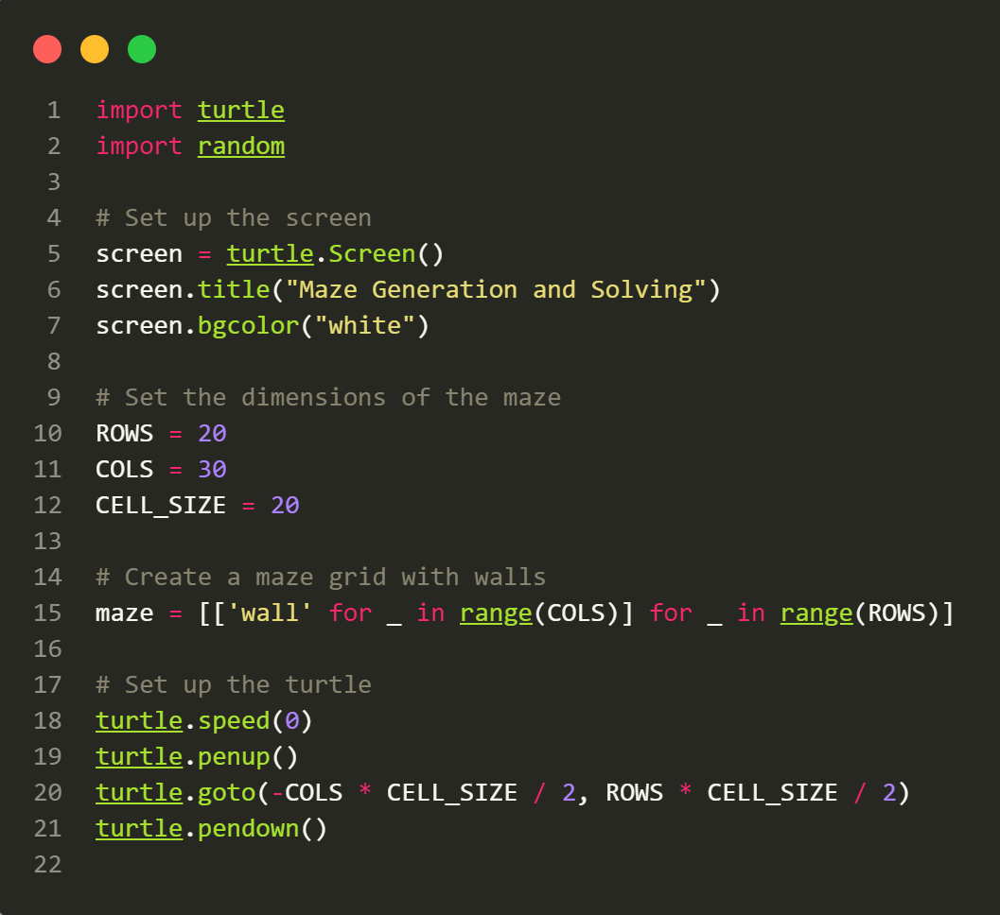 1 import turtle
2 import random
3
4 # Set up the screen
5 screen = turtle.Screen()
6 screen.title("Maze Generation and Solving")
7 screen.bgcolor("white")
8
9 # Set the dimensions of the maze
10 ROWS = 20
11 COLS = 30
12 CELL_SIZE = 20
13
14 # Create a maze grid with walls
15 maze = [['wall' for _ in range(COLS)] for _ in range(ROWS)]
16
17 # Set up the turtle
18 turtle.speed(0)
19 turtle.penup()
20 turtle.goto(-COLS * CELL_SIZE / 2, ROWS * CELL_SIZE / 2)
21 turtle.pendown()
22